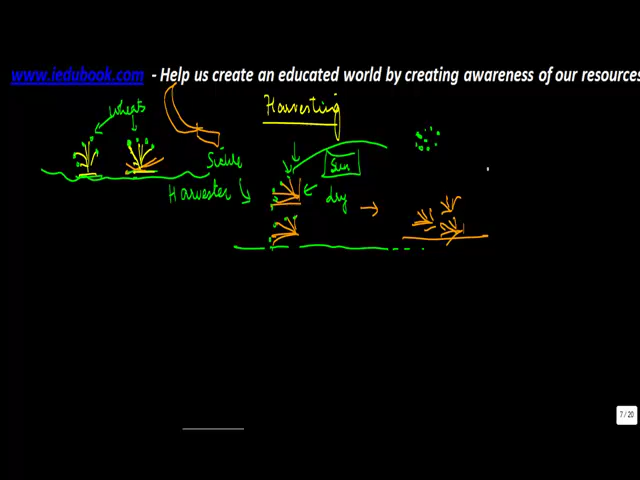 www.iedubook.com - Help us create an educated world by creating awareness of our resources
Harvesting
wheats
Sickle
Sun
Harvester
dry
7 / 20